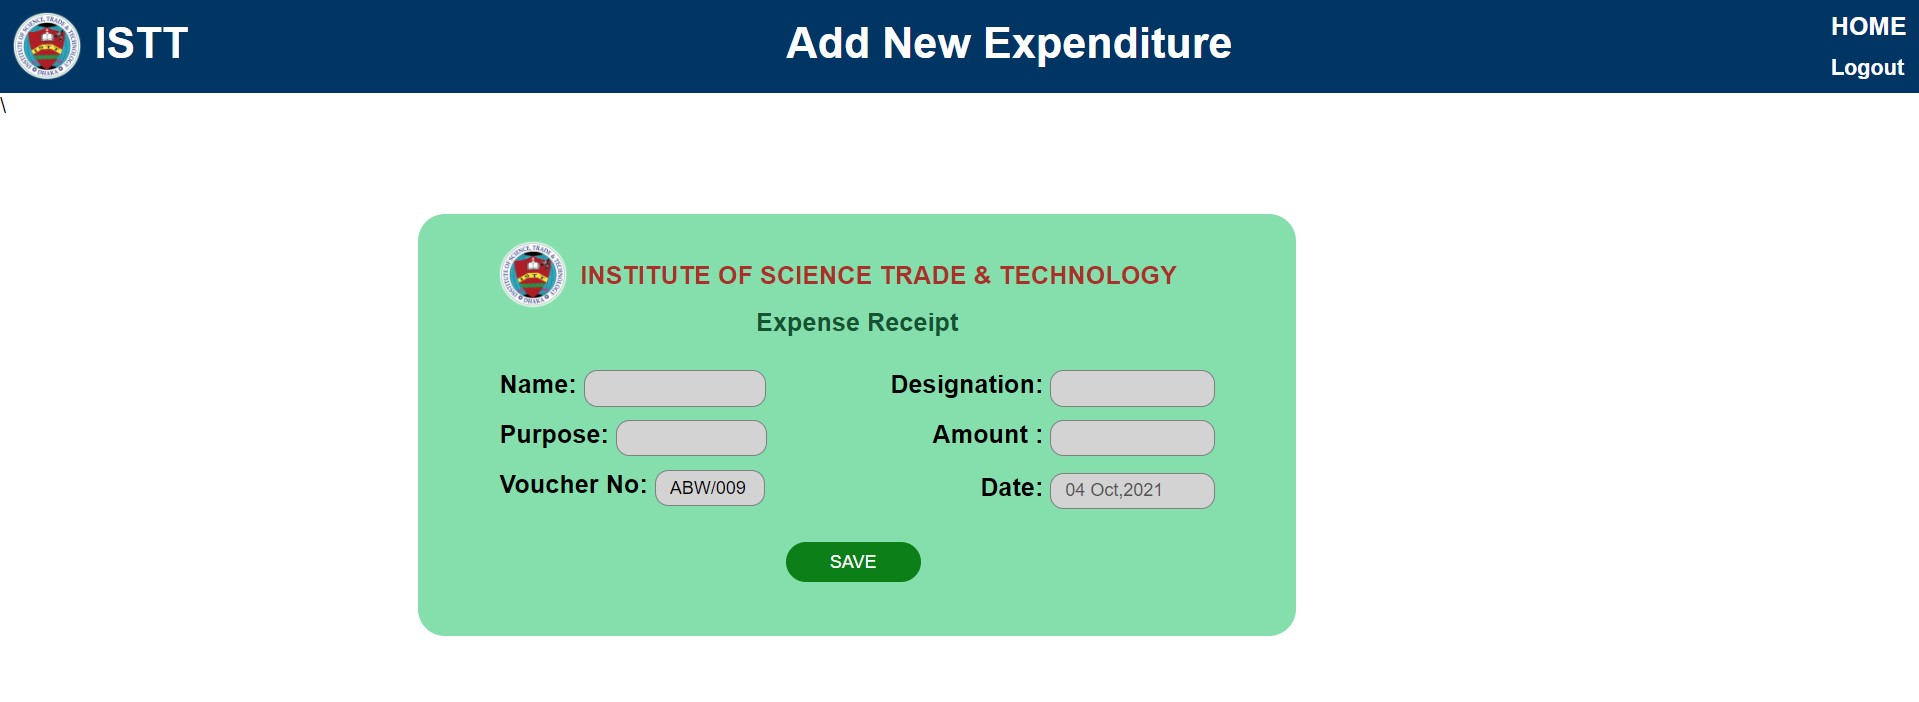 ISTT
Add New Expenditure
HOME
Logout
\
INSTITUTE OF SCIENCE TRADE & TECHNOLOGY
Expense Receipt
Name:
Designation:
Purpose:
Amount :
Voucher No: ABW/009
Date: 04 Oct,2021
SAVE